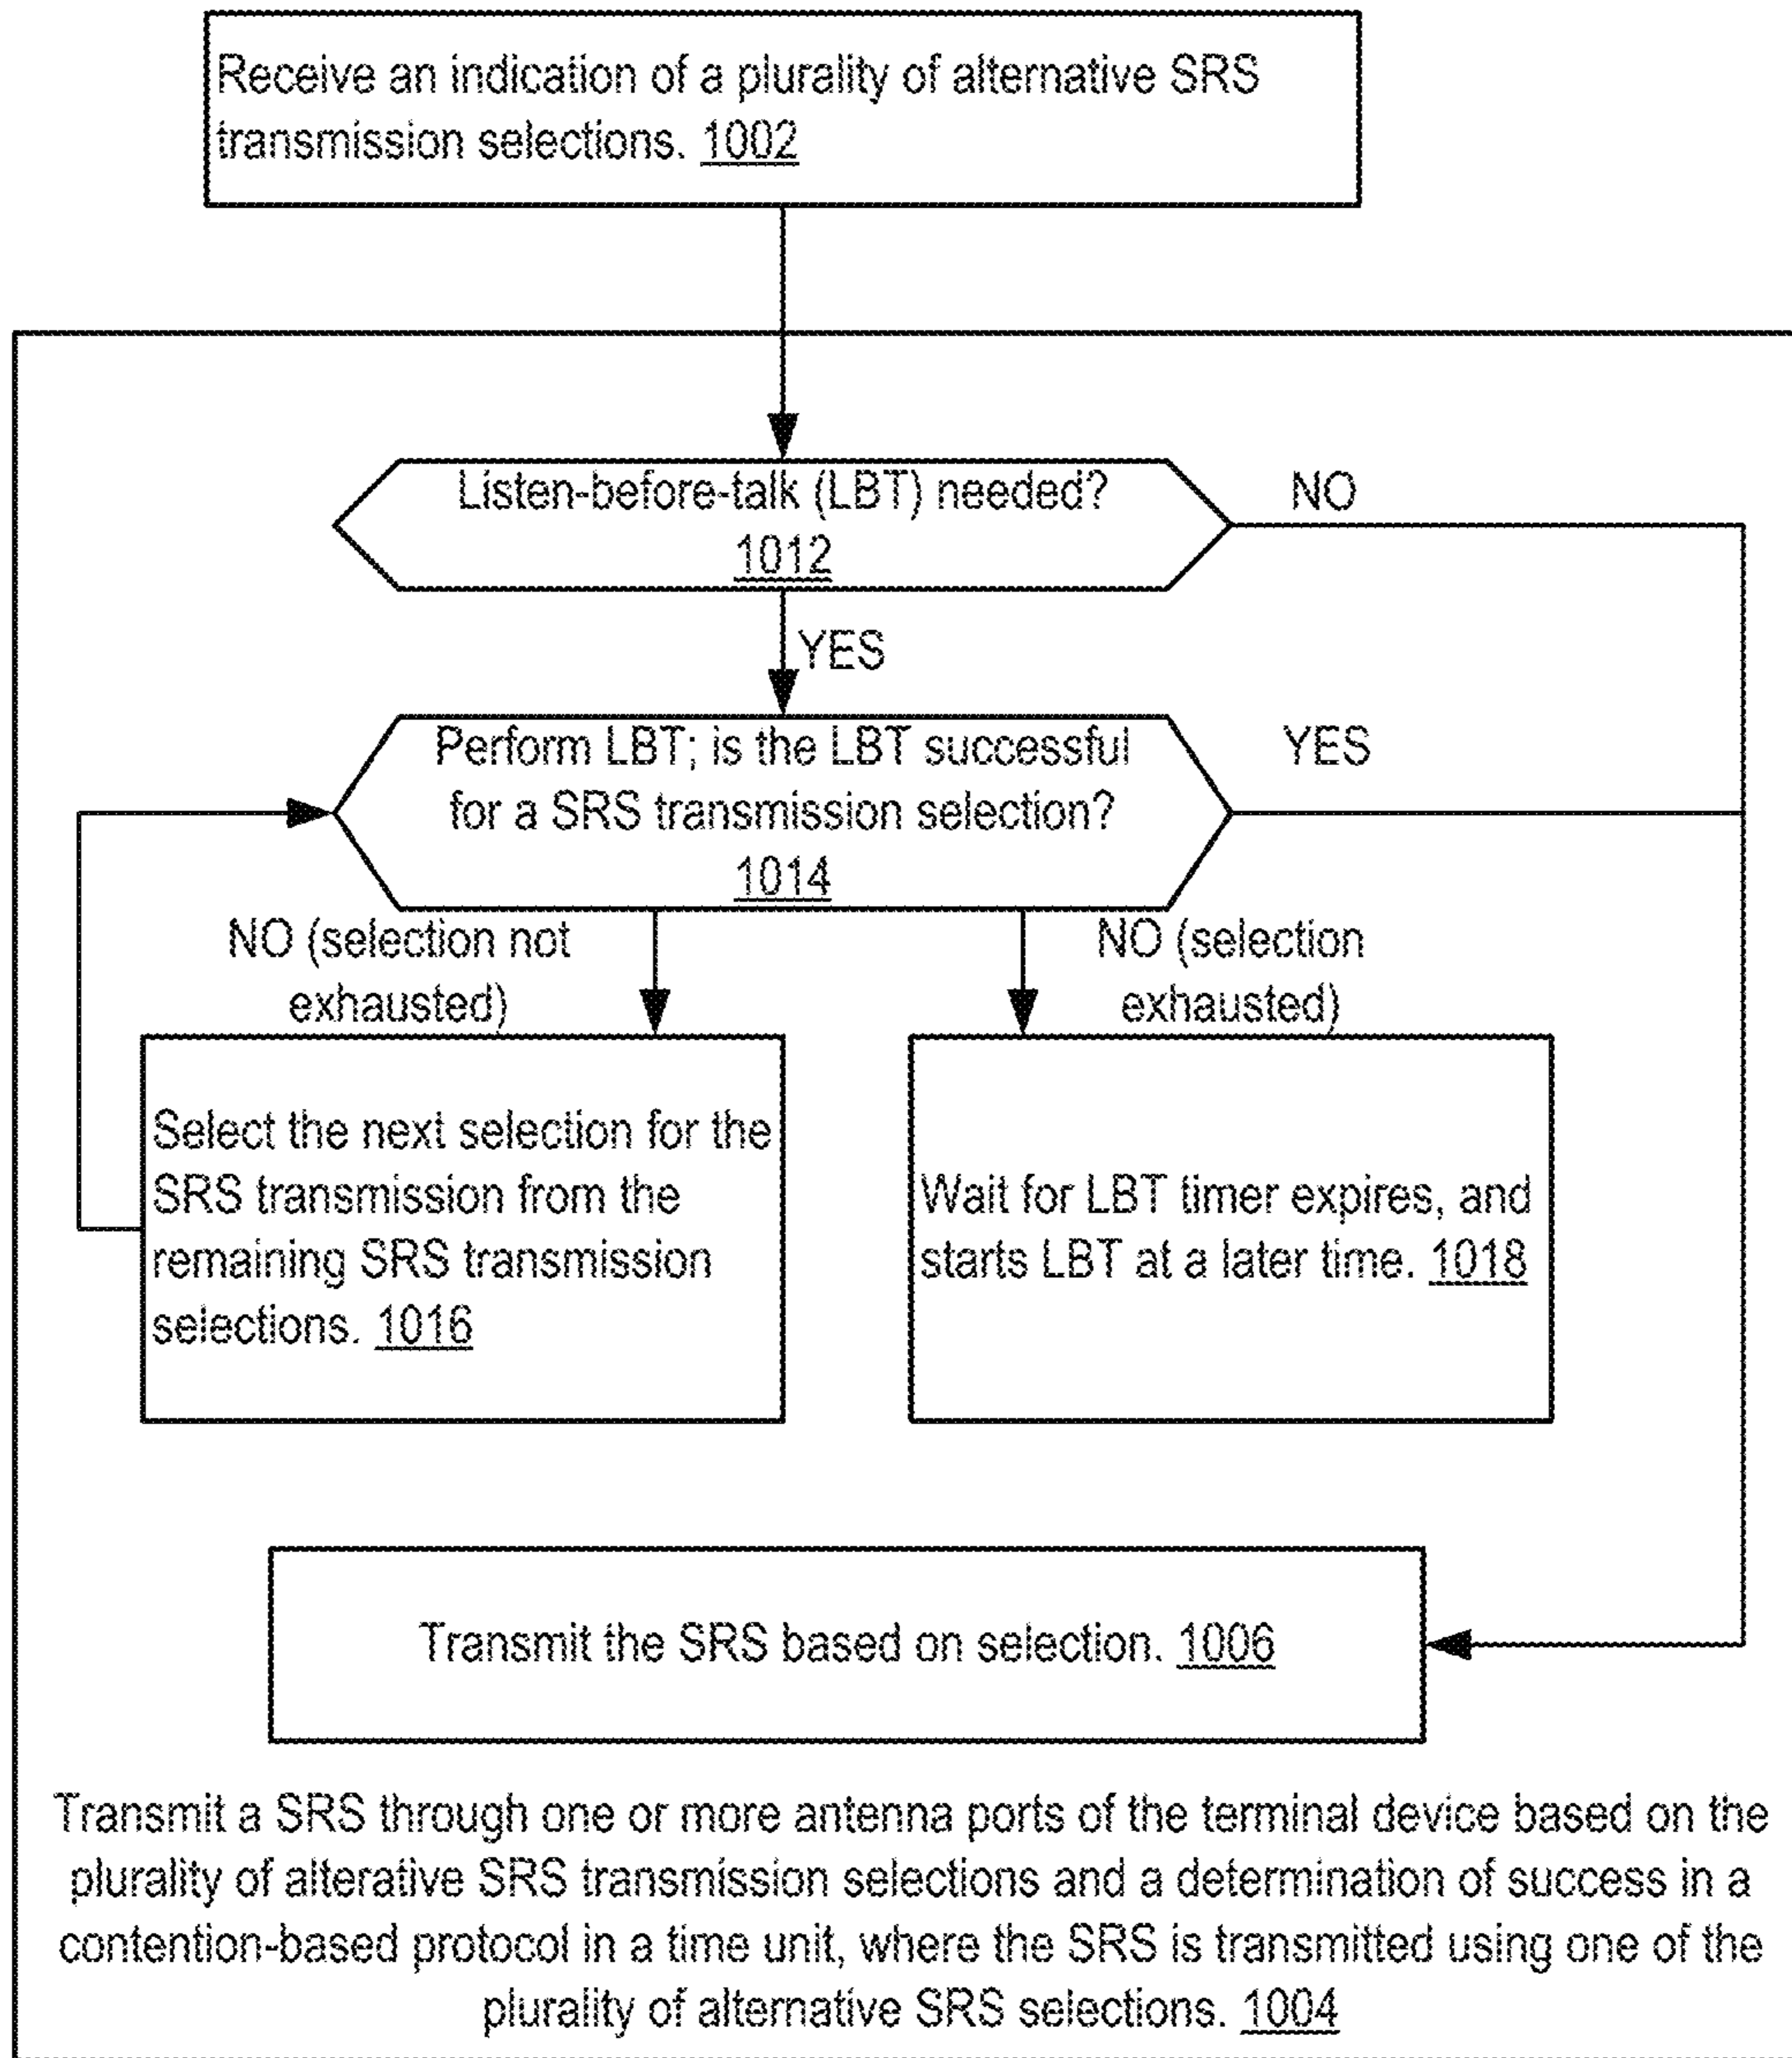 Receive an indication of a plurality of alternative SRS
transmission selections. 1002
Listen-before-talk (LBT) needed?
1012
NO
YES
Perform LBT; is the LBT successful
for a SRS transmission selection?
1014
YES
NO (selection not
exhausted)
NO (selection
exhausted)
Select the next selection for the
SRS transmission from the
remaining SRS transmission
selections. 1016
Wait for LBT timer expires, and
starts LBT at a later time. 1018
Transmit the SRS based on selection. 1006
Transmit a SRS through one or more antenna ports of the terminal device based on the
plurality of alterative SRS transmission selections and a determination of success in a
contention-based protocol in a time unit, where the SRS is transmitted using one of the
plurality of alternative SRS selections. 1004